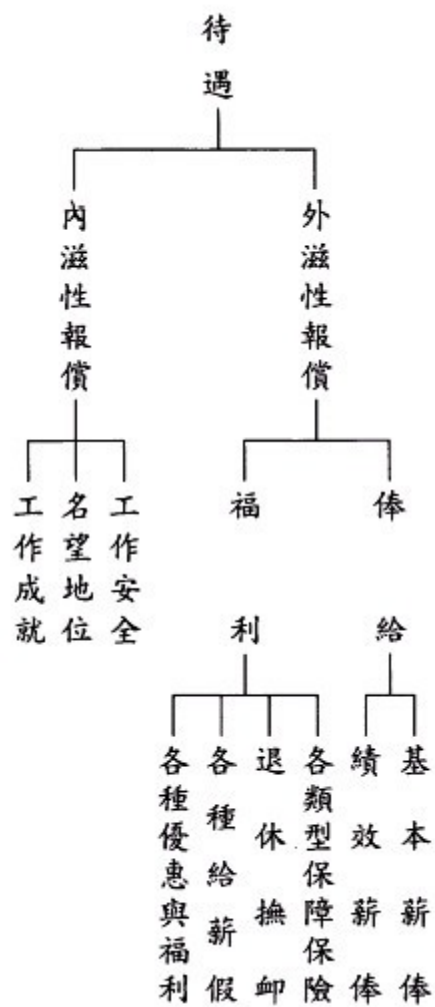 待遇
外滋性報償
內滋性報償
俸給
福利
工作安全
名望地位
工作成就
基本薪俸
績效薪俸
各類型保障保險
退休撫卹
各種給薪假
各種優惠與福利